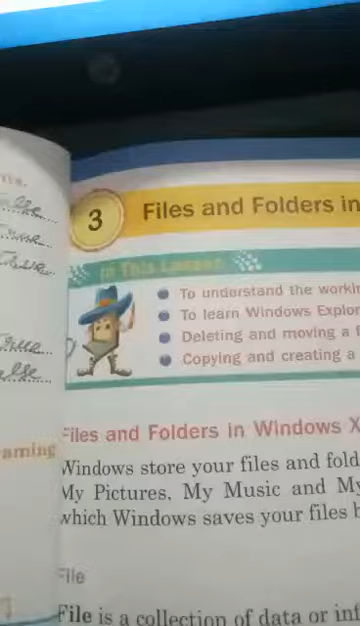 3
Files and Folders in
In This Lesson
To understand the
To learn Windows Explor
Deleting and moving a f
Copying and creating a
Files and Folders in Windows X
Windows store your files and fold
My Pictures, My Music and My
which Windows saves your files
File
File is a collection of data or inf